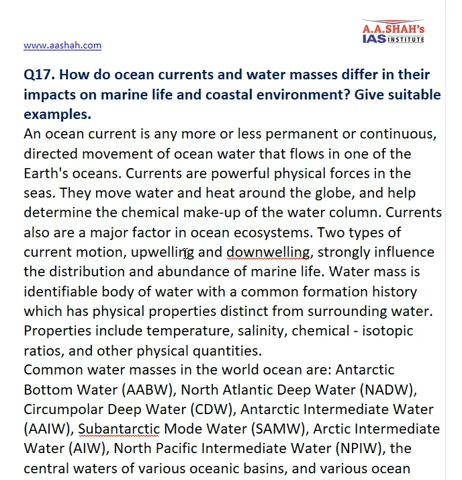 A.A.SHAH's
IAS INSTITUTE
www.aashah.com
Q17. How do ocean currents and water masses differ in their
impacts on marine life and coastal environment? Give suitable
examples.
An ocean current is any more or less permanent or continuous,
directed movement of ocean water that flows in one of the
Earth's oceans. Currents are powerful physical forces in the
seas. They move water and heat around the globe, and help
determine the chemical make-up of the water column. Currents
also are a major factor in ocean ecosystems. Two types of
current motion, upwelling and downwelling, strongly influence
the distribution and abundance of marine life. Water mass is
identifiable body of water with a common formation history
which has physical properties distinct from surrounding water.
Properties include temperature, salinity, chemical - isotopic
ratios, and other physical quantities.
Common water masses in the world ocean are: Antarctic
Bottom Water (AABW), North Atlantic Deep Water (NADW),
Circumpolar Deep Water (CDW), Antarctic Intermediate Water
(AAIW), Subantarctic Mode Water (SAMW), Arctic Intermediate
Water (AIW), North Pacific Intermediate Water (NPIW), the
central waters of various oceanic basins, and various ocean